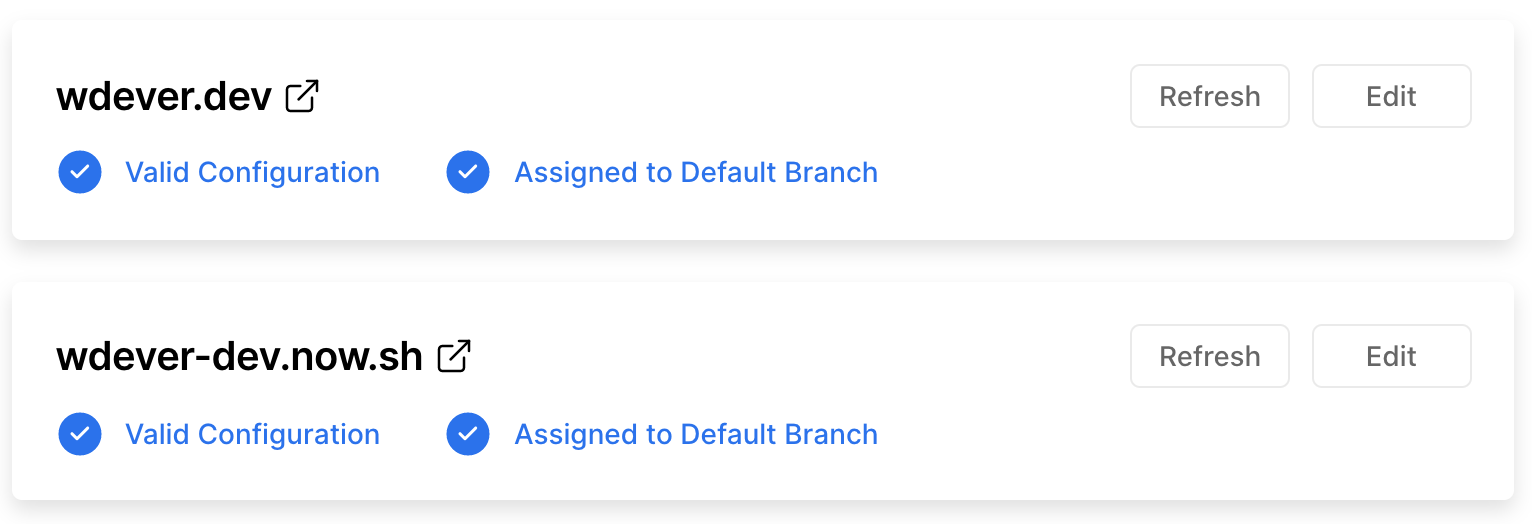 wdever.dev
Refresh Edit
Valid Configuration Assigned to Default Branch
wdever-dev.now.sh
Refresh Edit
Valid Configuration Assigned to Default Branch